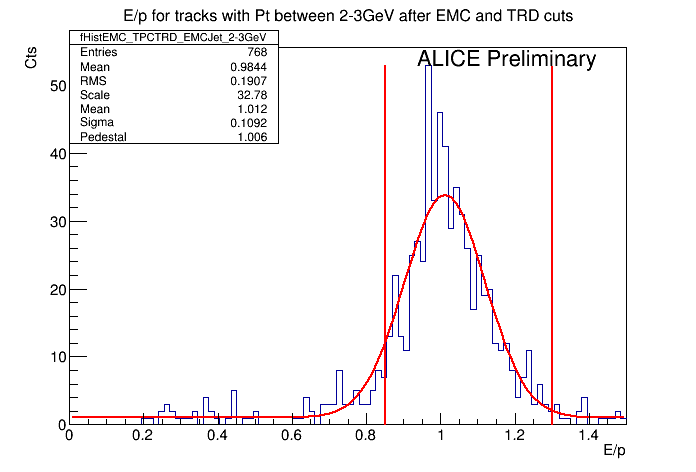 E/p for tracks with Pt between 2-3GeV after EMC and TRD cuts
fHistEMC_TPCTRD_EMCJet_2-3GeV
Entries 768
Mean 0.9844
RMS 0.1907
Scale 32.78
Mean 1.012
Sigma 0.1092
Pedestal 1.006
ALICE Preliminary
Cts
50
40
30
20
10
0
0 0.2 0.4 0.6 0.8 1 1.2 1.4
E/p